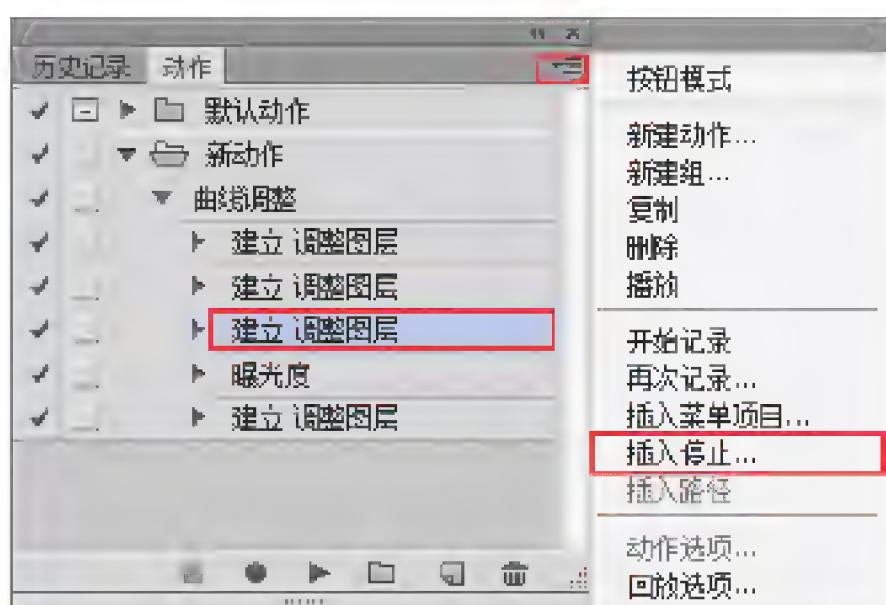 历史记录 动作
默认动作
新动作
曲线调整
建立 调整图层
建立 调整图层
建立 调整图层
曝光度
建立 调整图层
按钮模式
新建动作...
新建组...
复制
删除
播放
开始记录
再次记录...
插入菜单项目...
插入停止...
插入路径
动作选项...
回放选项...